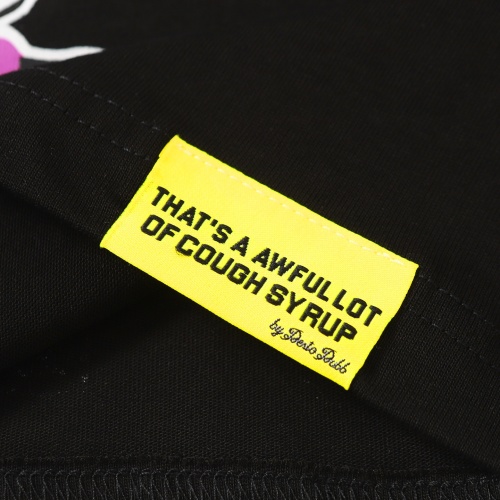 THAT'S A AWFUL LOT
OF COUGH SYRUP
by Desto Dubb